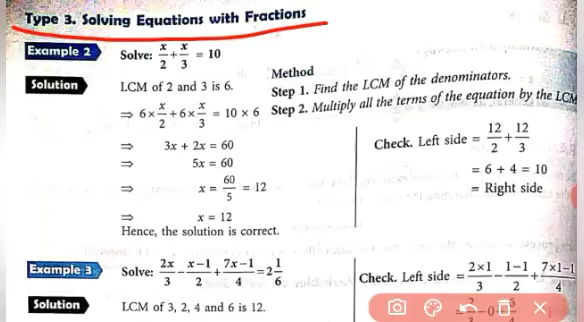 Type 3. Solving Equations with Fractions
Example 2 Solve: x/2 + x/3 = 10
Solution LCM of 2 and 3 is 6.
⇒ 6 × x/2 + 6 × x/3 = 10 × 6
⇒ 3x + 2x = 60
⇒ 5x = 60
⇒ x = 60/5 = 12
⇒ x = 12
Hence, the solution is correct.
Method
Step 1. Find the LCM of the denominators.
Step 2. Multiply all the terms of the equation by the LCM
Check. Left side = 12/2 + 12/3
= 6 + 4 = 10
= Right side
Example 3 Solve: 2x/3 - x-1/2 + 7x-1/4 = 2 1/6
Solution LCM of 3, 2, 4 and 6 is 12.
Check. Left side = 2×1/3 - 1-1/2 + 7×1-1/4